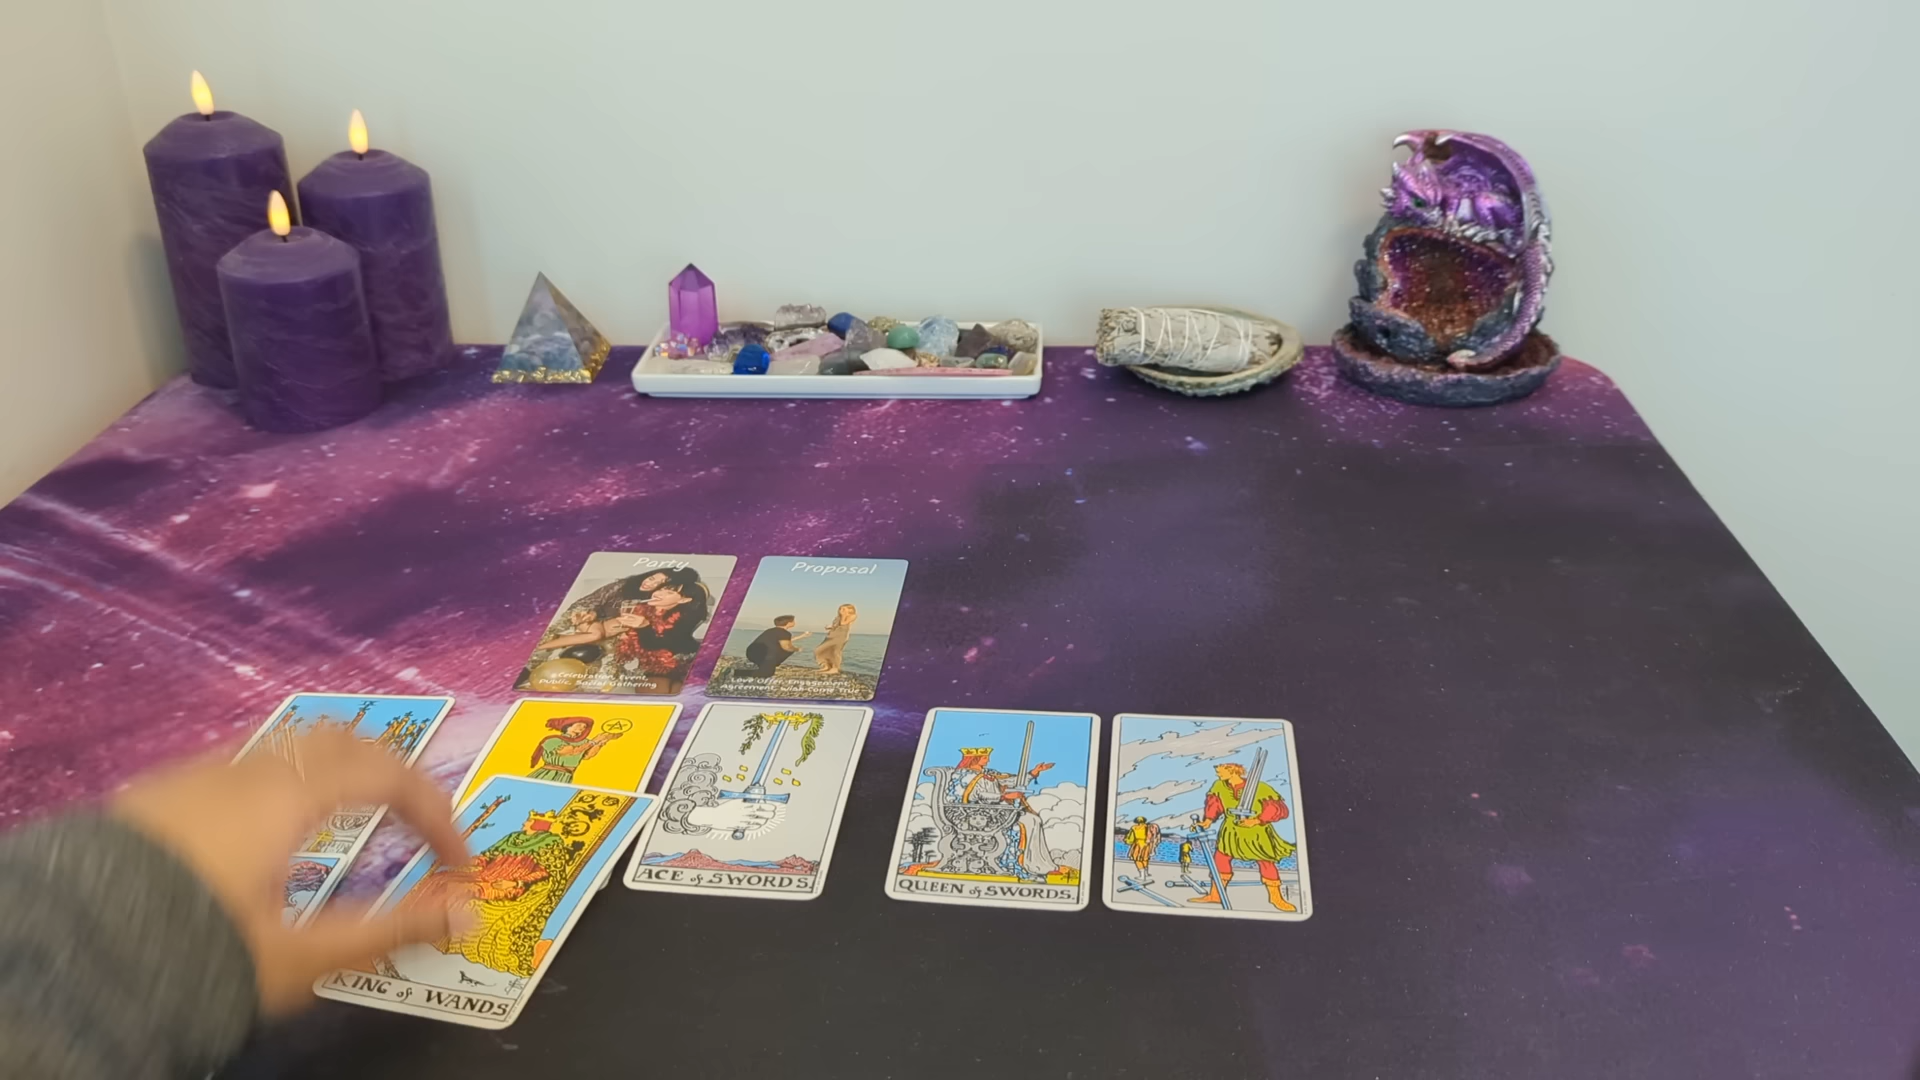 Party
Celebration, Event,
Public, Social Gathering
Proposal
Love Offer, Engagement,
Agreement, Wish Come True
ACE of SWORDS.
QUEEN of SWORDS.
KING of WANDS